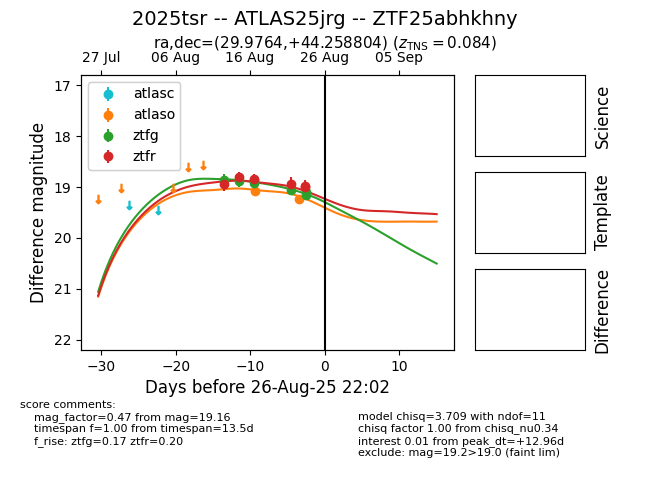 2025tsr -- ATLAS25jrg -- ZTF25abhkhny
ra,dec=(29.9764,+44.258804) (z_TNS = 0.084)
27 Jul 06 Aug 16 Aug 26 Aug 05 Sep
17
18
19
20
21
22
Difference magnitude
atlasc
atlaso
ztfg
ztfr
−30 −20 −10 0 10
Days before 26-Aug-25 22:02
Science
Template
Difference
score comments:
mag_factor=0.47 from mag=19.16
timespan f=1.00 from timespan=13.5d
f_rise: ztfg=0.17 ztfr=0.20
model chisq=3.709 with ndof=11
chisq factor 1.00 from chisq_nu0.34
interest 0.01 from peak_dt=+12.96d
exclude: mag=19.2>19.0 (faint lim)